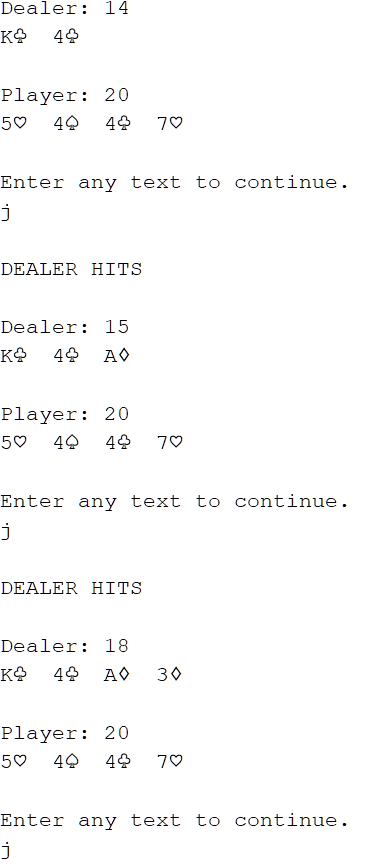 Dealer: 14
K♧  4♧
Player: 20
5♡  4♤  4♧  7♡
Enter any text to continue.
j
DEALER HITS
Dealer: 15
K♧  4♧  A♢
Player: 20
5♡  4♤  4♧  7♡
Enter any text to continue.
j
DEALER HITS
Dealer: 18
K♧  4♧  A♢  3♢
Player: 20
5♡  4♤  4♧  7♡
Enter any text to continue.
j